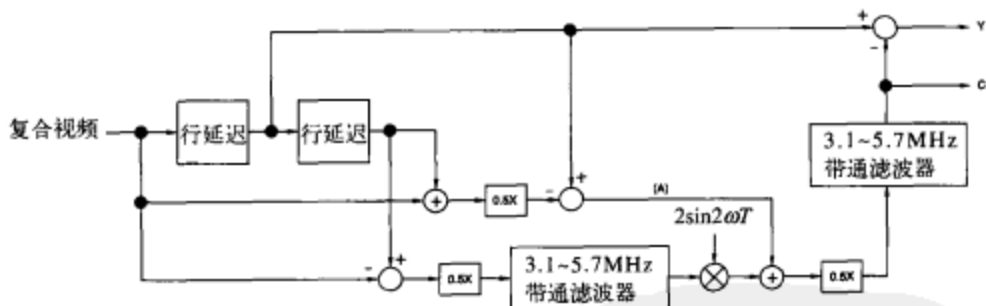 +
Y
-
C
复合视频
行延迟
行延迟
3.1~5.7MHz
带通滤波器
+
+
0.5X
-
(A)
2sin2ωT
+
-
0.5X
3.1~5.7MHz
带通滤波器
+
0.5X